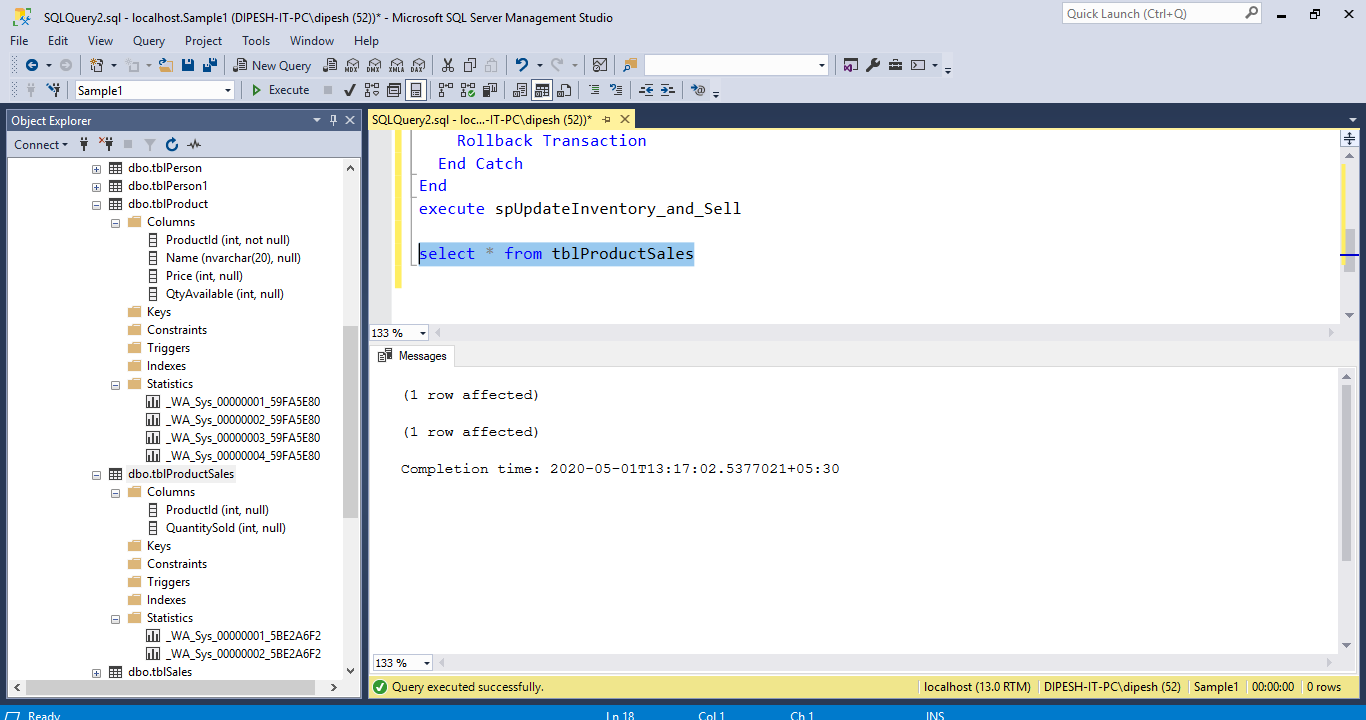 SQLQuery2.sql - localhost.Sample1 (DIPESH-IT-PC\dipesh (52))* - Microsoft SQL Server Management Studio
Quick Launch (Ctrl+Q)
File Edit View Query Project Tools Window Help
New Query MDX DMX XMLA DAX
Sample1 Execute
Object Explorer
Connect
dbo.tblPerson
dbo.tblPerson1
dbo.tblProduct
Columns
ProductId (int, not null)
Name (nvarchar(20), null)
Price (int, null)
QtyAvailable (int, null)
Keys
Constraints
Triggers
Indexes
Statistics
_WA_Sys_00000001_59FA5E80
_WA_Sys_00000002_59FA5E80
_WA_Sys_00000003_59FA5E80
_WA_Sys_00000004_59FA5E80
dbo.tblProductSales
Columns
ProductId (int, null)
QuantitySold (int, null)
Keys
Constraints
Triggers
Indexes
Statistics
_WA_Sys_00000001_5BE2A6F2
_WA_Sys_00000002_5BE2A6F2
dbo.tblSales
SQLQuery2.sql - loc...-IT-PC\dipesh (52))*
Rollback Transaction
End Catch
End
execute spUpdateInventory_and_Sell
select * from tblProductSales
133 %
Messages
(1 row affected)
(1 row affected)
Completion time: 2020-05-01T13:17:02.5377021+05:30
133 %
Query executed successfully. localhost (13.0 RTM) DIPESH-IT-PC\dipesh (52) Sample1 00:00:00 0 rows
Ready Ln 18 Col 1 Ch 1 INS